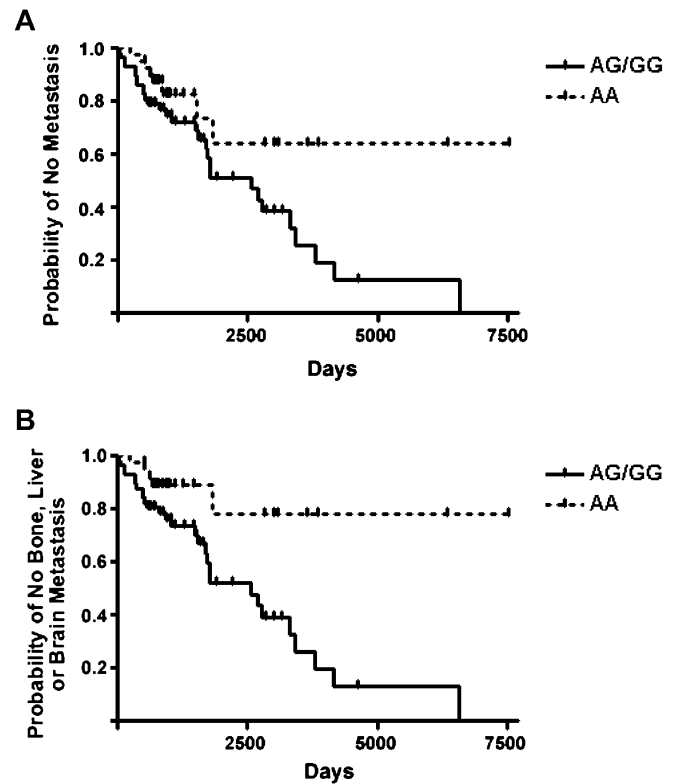 A
Probability of No Metastasis
1.0
0.8
0.6
0.4
0.2
2500 5000 7500
Days
AG/GG
AA
B
Probability of No Bone, Liver
or Brain Metastasis
1.0
0.8
0.6
0.4
0.2
2500 5000 7500
Days
AG/GG
AA